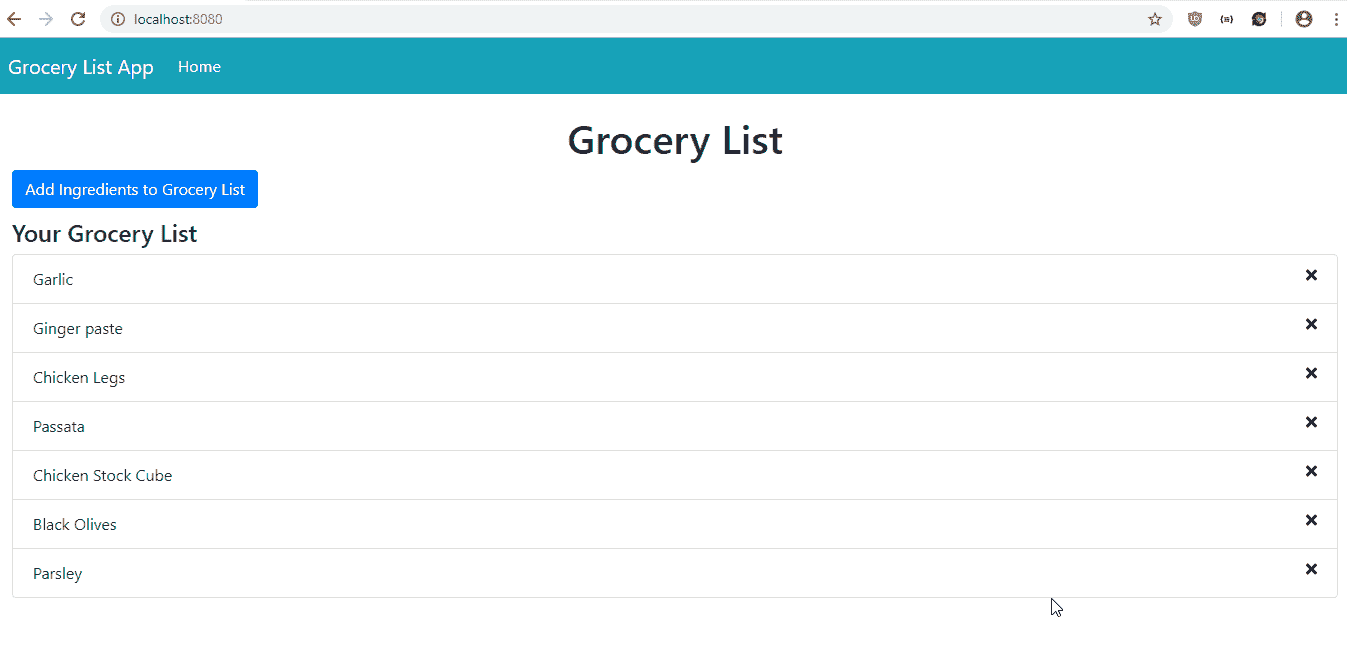 localhost:8080
Grocery List App Home
Grocery List
Add Ingredients to Grocery List
Your Grocery List
Garlic
Ginger paste
Chicken Legs
Passata
Chicken Stock Cube
Black Olives
Parsley